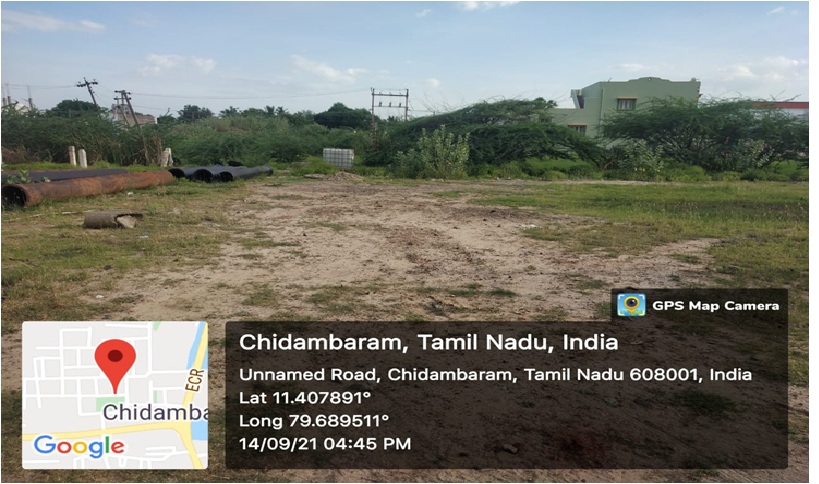 GPS Map Camera
Chidambaram, Tamil Nadu, India
Unnamed Road, Chidambaram, Tamil Nadu 608001, India
Lat 11.407891°
Long 79.689511°
14/09/21 04:45 PM
ECR
Chidamba
Google